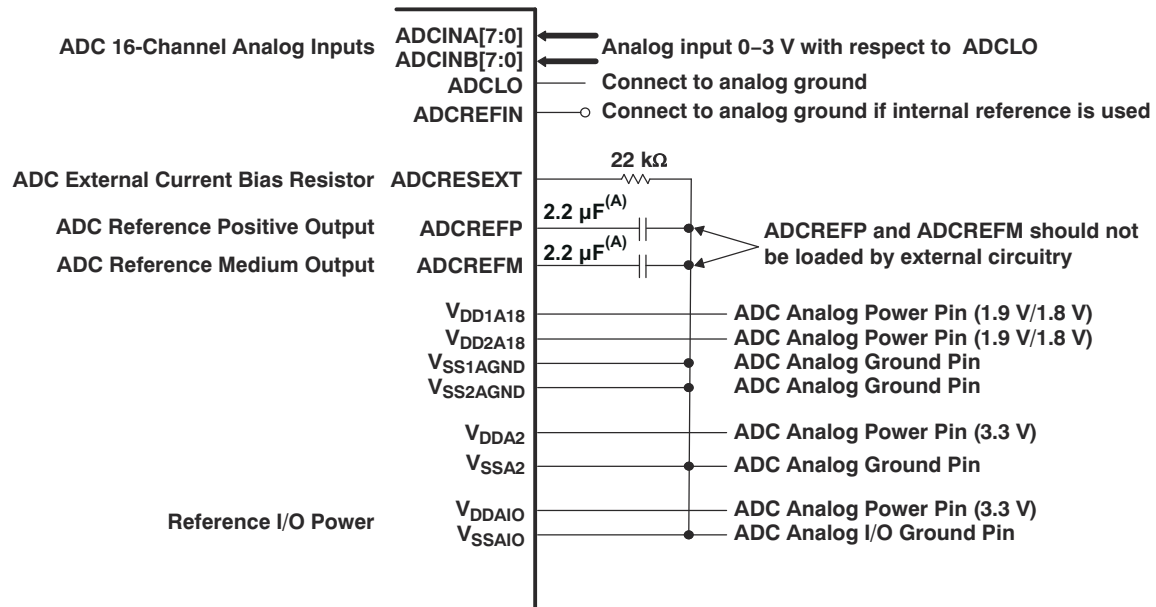 ADC 16-Channel Analog Inputs
ADCINA[7:0]
ADCINB[7:0]
Analog input 0–3 V with respect to ADCLO
ADCLO
Connect to analog ground
ADCREFIN
Connect to analog ground if internal reference is used
22 kΩ
ADC External Current Bias Resistor
ADCRESEXT
2.2 µF(A)
ADC Reference Positive Output
ADCREFP
ADCREFP and ADCREFM should not
be loaded by external circuitry
2.2 µF(A)
ADC Reference Medium Output
ADCREFM
VDD1A18
ADC Analog Power Pin (1.9 V/1.8 V)
VDD2A18
ADC Analog Power Pin (1.9 V/1.8 V)
VSS1AGND
ADC Analog Ground Pin
VSS2AGND
ADC Analog Ground Pin
VDDA2
ADC Analog Power Pin (3.3 V)
VSSA2
ADC Analog Ground Pin
Reference I/O Power
VDDAIO
ADC Analog Power Pin (3.3 V)
VSSAIO
ADC Analog I/O Ground Pin